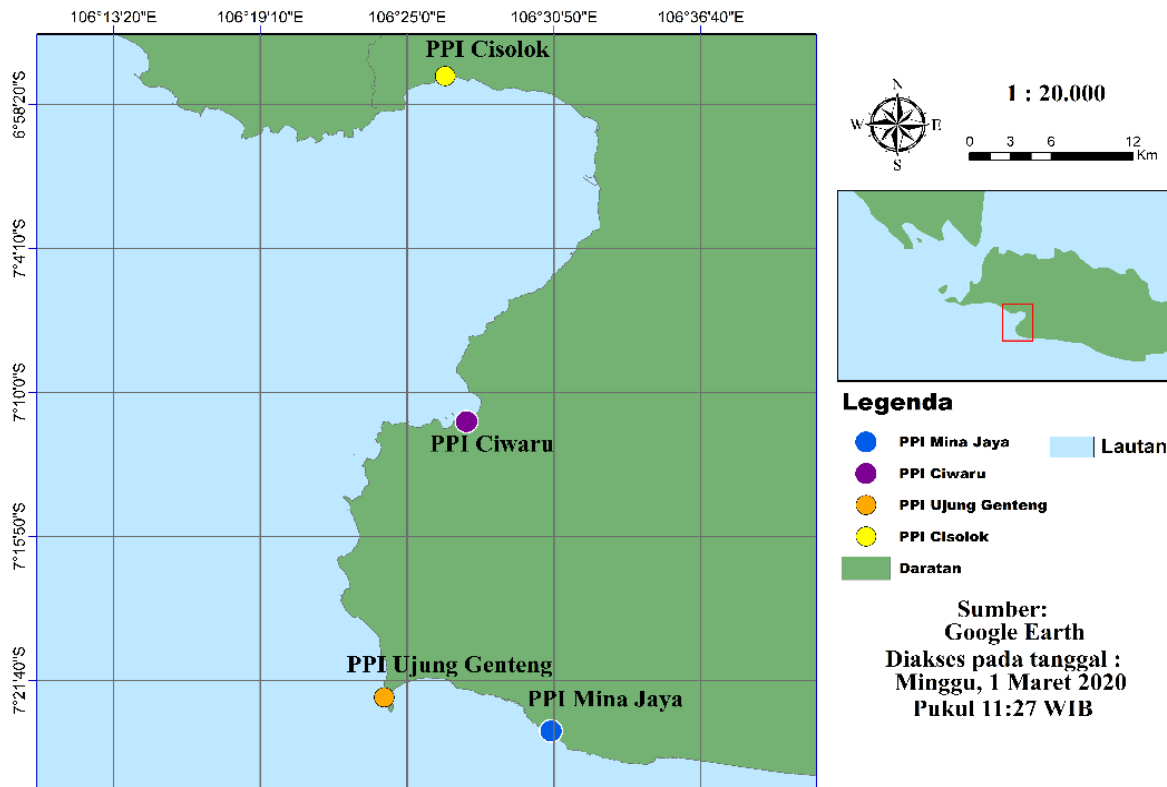 106°13'20"E 106°19'10"E 106°25'0"E 106°30'50"E 106°36'40"E
6°58'20"S
7°4'10"S
7°10'0"S
7°15'50"S
7°21'40"S
PPI Cisolok
PPI Ciwaru
PPI Ujung Genteng
PPI Mina Jaya
N
W E
S
1 : 20.000
0 3 6 12
Km
Legenda
PPI Mina Jaya
Lautan
PPI Ciwaru
PPI Ujung Genteng
PPI Cisolok
Daratan
Sumber:
Google Earth
Diakses pada tanggal :
Minggu, 1 Maret 2020
Pukul 11:27 WIB